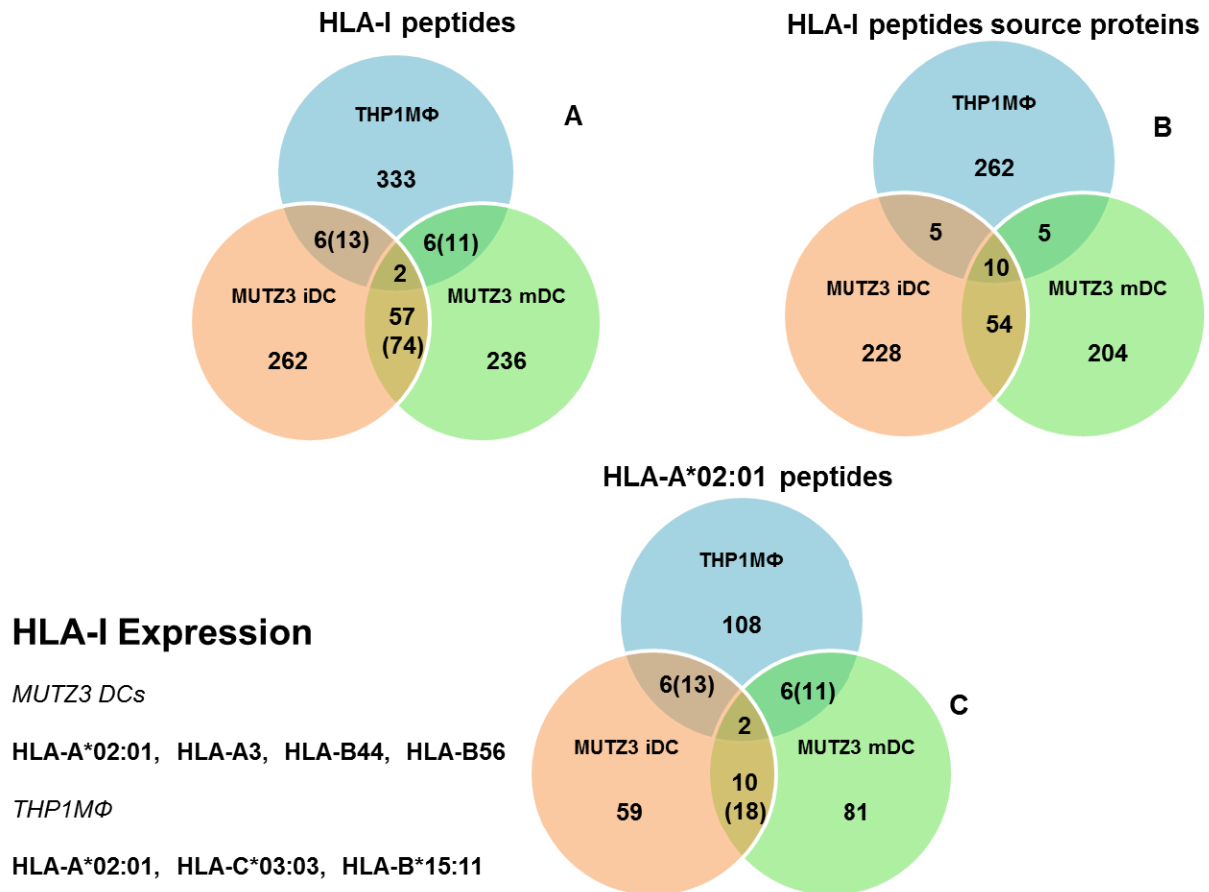 HLA-I peptides
THP1MΦ
A
333
6(13)
6(11)
2
MUTZ3 iDC
MUTZ3 mDC
57
(74)
262
236
HLA-I peptides source proteins
THP1MΦ
B
262
5
5
10
MUTZ3 iDC
MUTZ3 mDC
54
228
204
HLA-A*02:01 peptides
THP1MΦ
108
6(13)
6(11)
C
2
MUTZ3 iDC
MUTZ3 mDC
10
(18)
59
81
HLA-I Expression
MUTZ3 DCs
HLA-A*02:01, HLA-A3, HLA-B44, HLA-B56
THP1MΦ
HLA-A*02:01, HLA-C*03:03, HLA-B*15:11